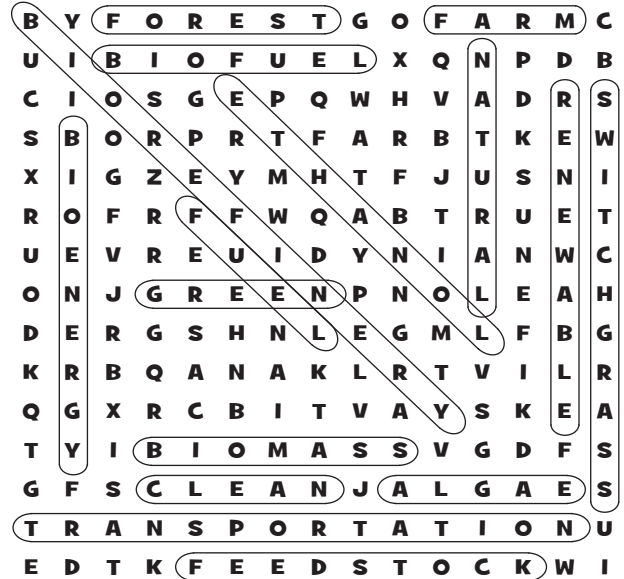 B Y F O R E S T G O F A R M C
U I B I O F U E L X Q N P D B
C I O S G E P Q W H V A D R S
S B O R P R T F A R B T K E W
X I G Z E Y M H T F J U S N I
R O F R F F W Q A B T R U E T
U E V R E U I D Y N I A N W C
O N J G R E E N P N O L E A H
D E R G S H N L E G M L F B G
K R B Q A N A K L R T V I L R
Q G X R C B I T V A Y S K E A
T Y I B I O M A S S V G D F S
G F S C L E A N J A L G A E S
T R A N S P O R T A T I O N U
E D T K F E E D S T O C K W I